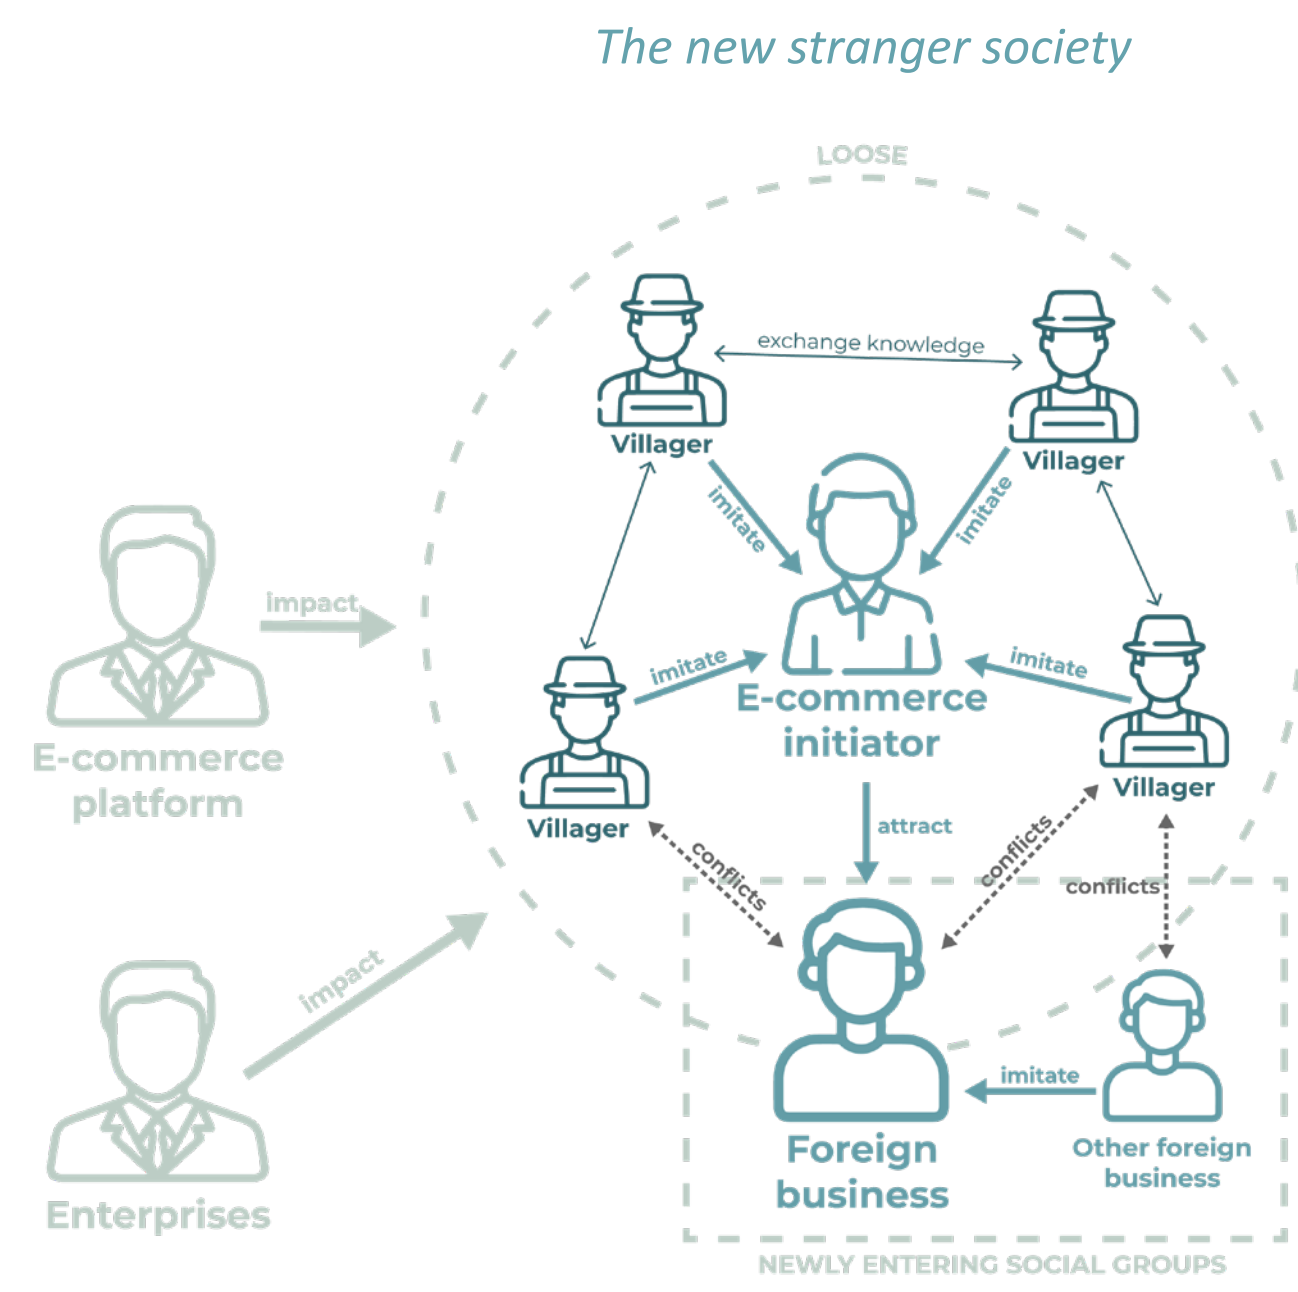 The new stranger society
LOOSE
exchange knowledge
Villager
Villager
imitate
imitate
impact
imitate
imitate
E-commerce
initiator
E-commerce
platform
Villager
Villager
attract
conflicts
conflicts
conflicts
impact
imitate
Foreign
business
Other foreign
business
Enterprises
NEWLY ENTERING SOCIAL GROUPS